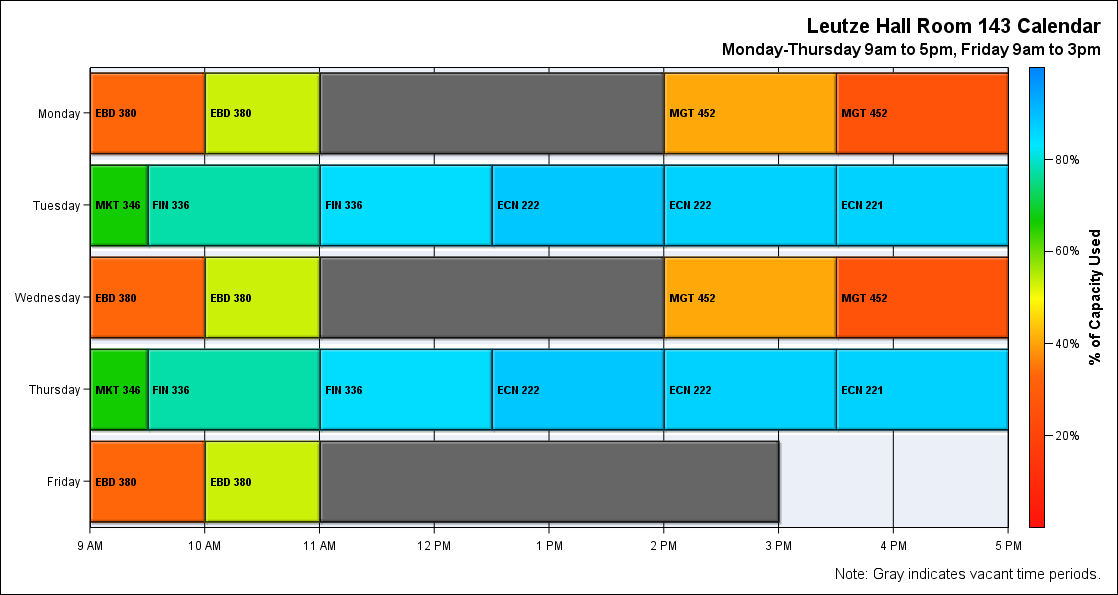 Leutze Hall Room 143 Calendar
Monday-Thursday 9am to 5pm, Friday 9am to 3pm
Monday EBD 380 EBD 380 MGT 452 MGT 452
Tuesday MKT 346 FIN 336 FIN 336 ECN 222 ECN 222 ECN 221
Wednesday EBD 380 EBD 380 MGT 452 MGT 452
Thursday MKT 346 FIN 336 FIN 336 ECN 222 ECN 222 ECN 221
Friday EBD 380 EBD 380
9 AM 10 AM 11 AM 12 PM 1 PM 2 PM 3 PM 4 PM 5 PM
80%
60%
40%
20%
% of Capacity Used
Note: Gray indicates vacant time periods.